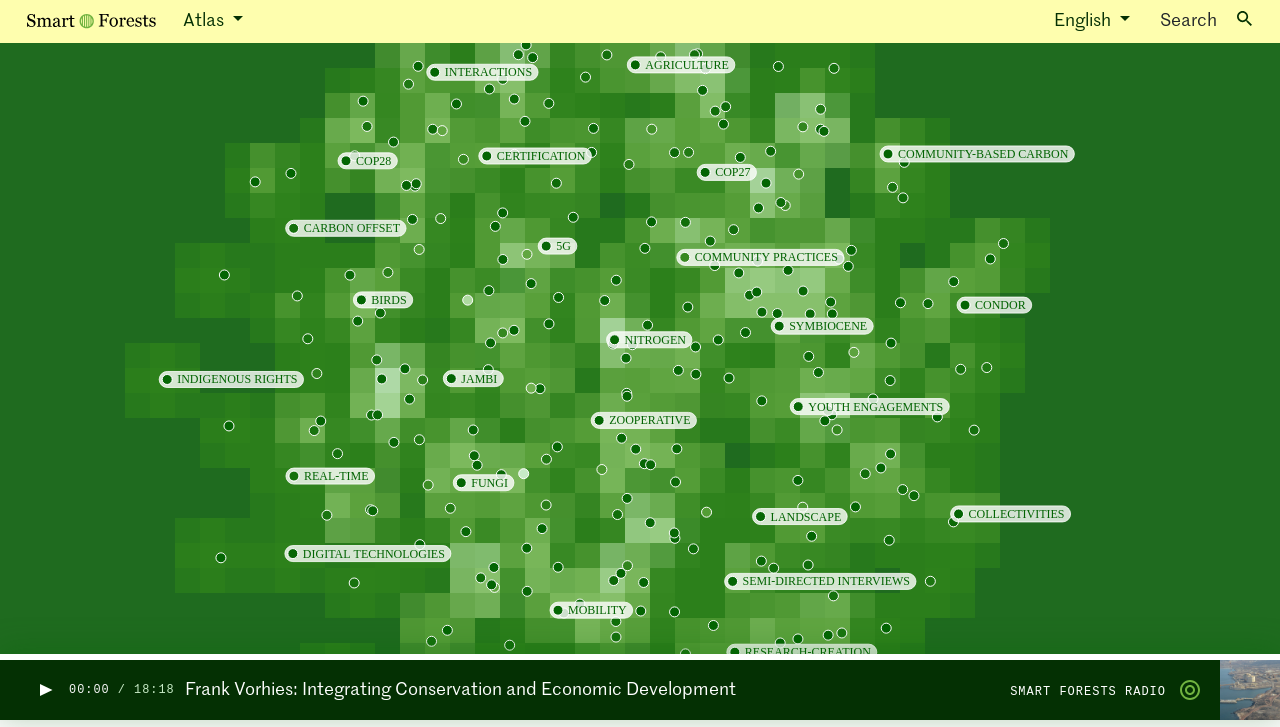 Smart Forests
Atlas
English
Search
INTERACTIONS
AGRICULTURE
COP28
CERTIFICATION
COP27
COMMUNITY-BASED CARBON
CARBON OFFSET
5G
COMMUNITY PRACTICES
BIRDS
CONDOR
SYMBIOCENE
NITROGEN
INDIGENOUS RIGHTS
JAMBI
YOUTH ENGAGEMENTS
ZOOPERATIVE
REAL-TIME
FUNGI
LANDSCAPE
COLLECTIVITIES
DIGITAL TECHNOLOGIES
SEMI-DIRECTED INTERVIEWS
MOBILITY
RESEARCH-CREATION
00:00 / 18:18
Frank Vorhies: Integrating Conservation and Economic Development
SMART FORESTS RADIO